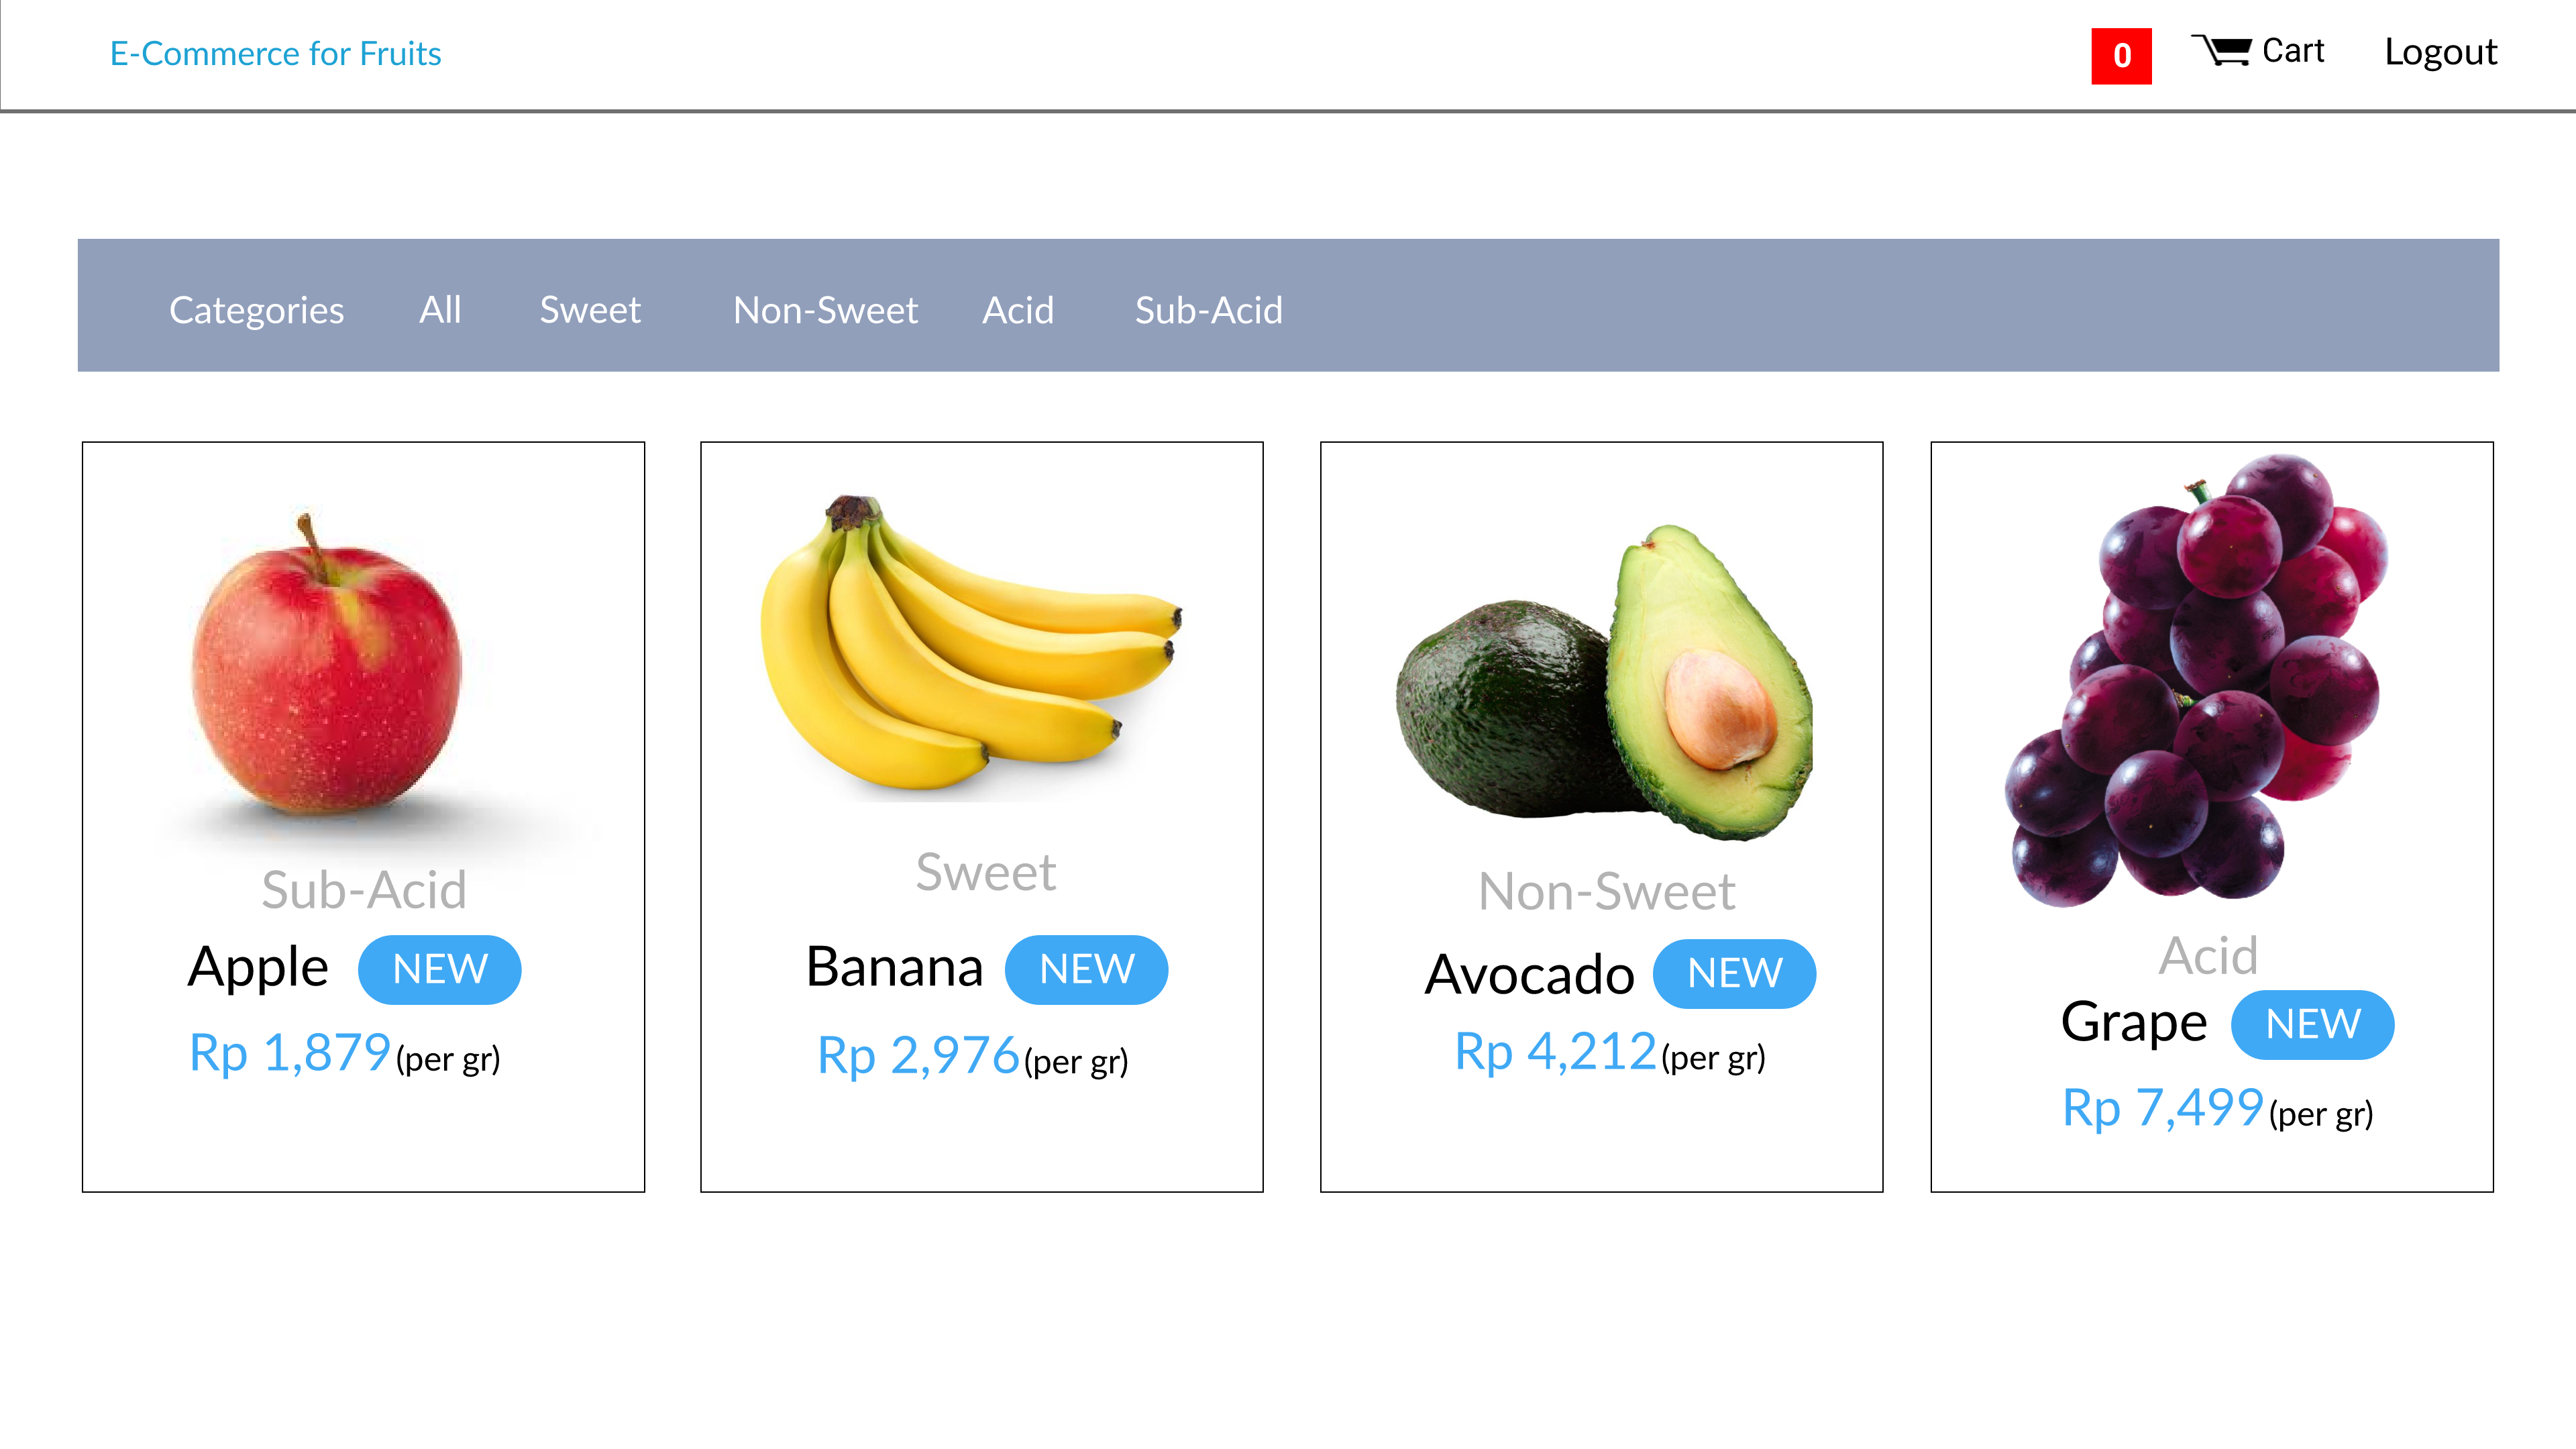 E-Commerce for Fruits
0 Cart Logout
Categories All Sweet Non-Sweet Acid Sub-Acid
Sub-Acid
Apple NEW
Rp 1,879(per gr)
Sweet
Banana NEW
Rp 2,976(per gr)
Non-Sweet
Avocado NEW
Rp 4,212(per gr)
Acid
Grape NEW
Rp 7,499(per gr)